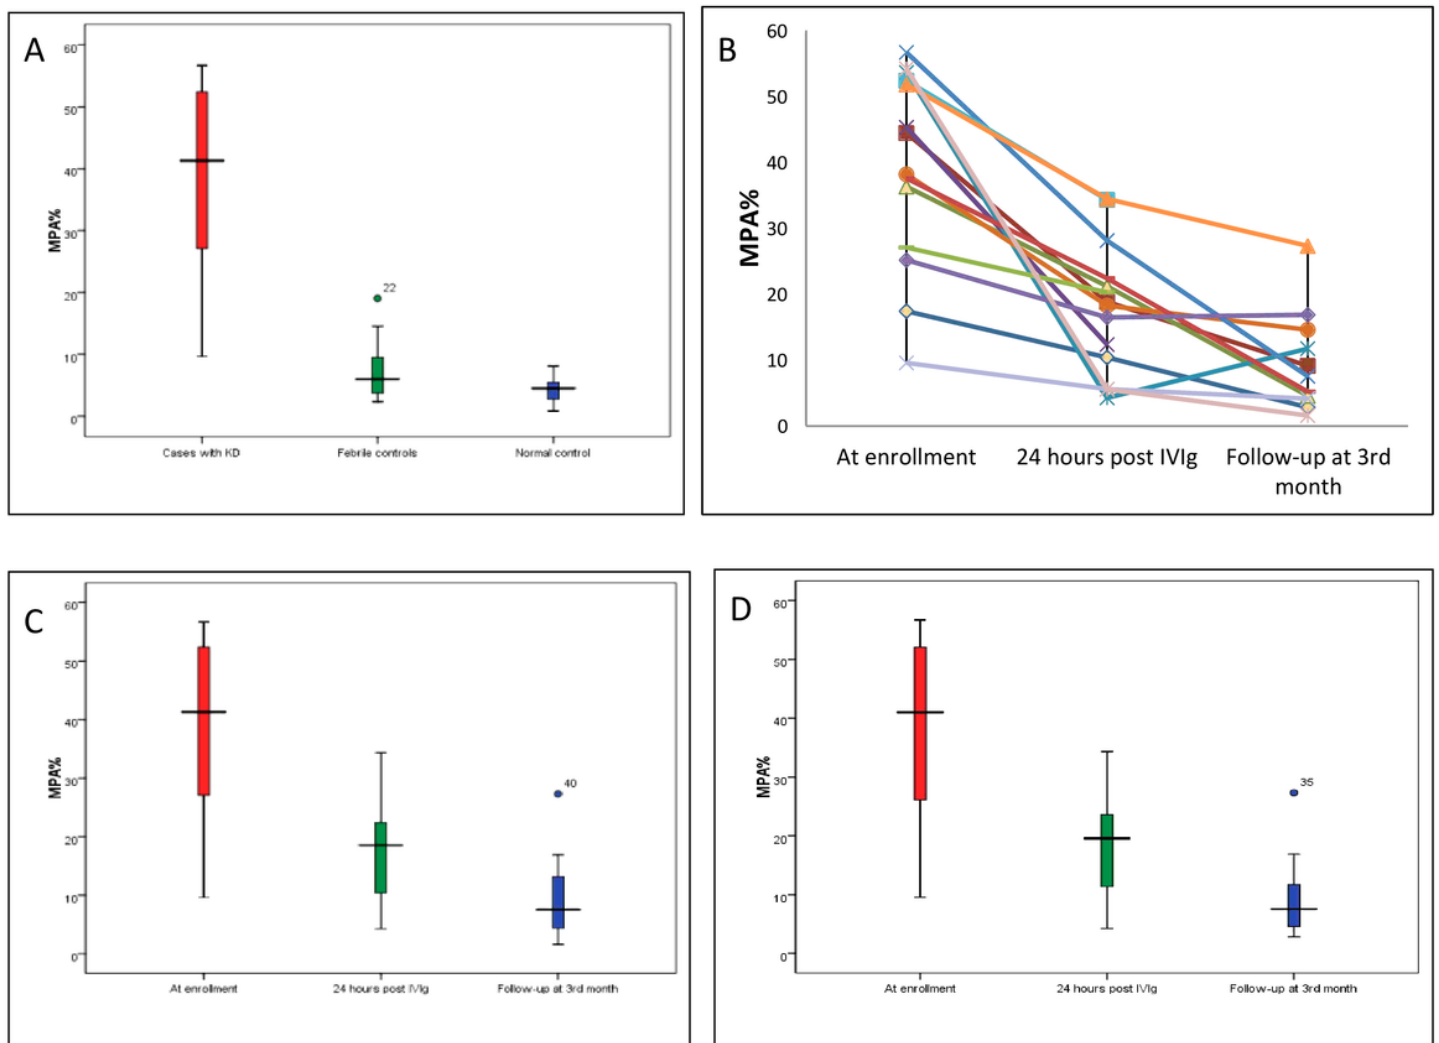 A
60
50
40
30
20
10
0
MPA%
22
Cases with KD
Febrile controls
Normal control
B
60
50
40
30
20
10
0
MPA%
At enrollment
24 hours post IVIg
Follow-up at 3rd
month
C
60
50
40
30
20
10
0
MPA%
40
At enrollment
24 hours post IVIg
Follow-up at 3rd month
D
60
50
40
30
20
10
0
MPA%
35
At enrollment
24 hours post IVIg
Follow-up at 3rd month